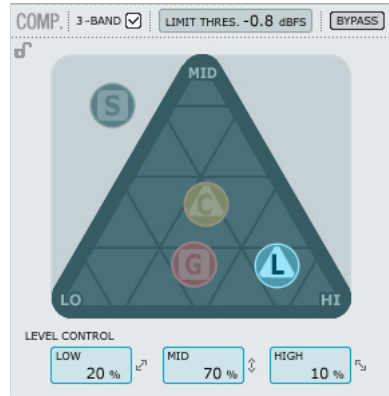 COMP. 3-BAND LIMIT THRES. -0.8 dBFS BYPASS
MID
S
C
G
L
LO HI
LEVEL CONTROL
LOW MID HIGH
20 % 70 % 10 %